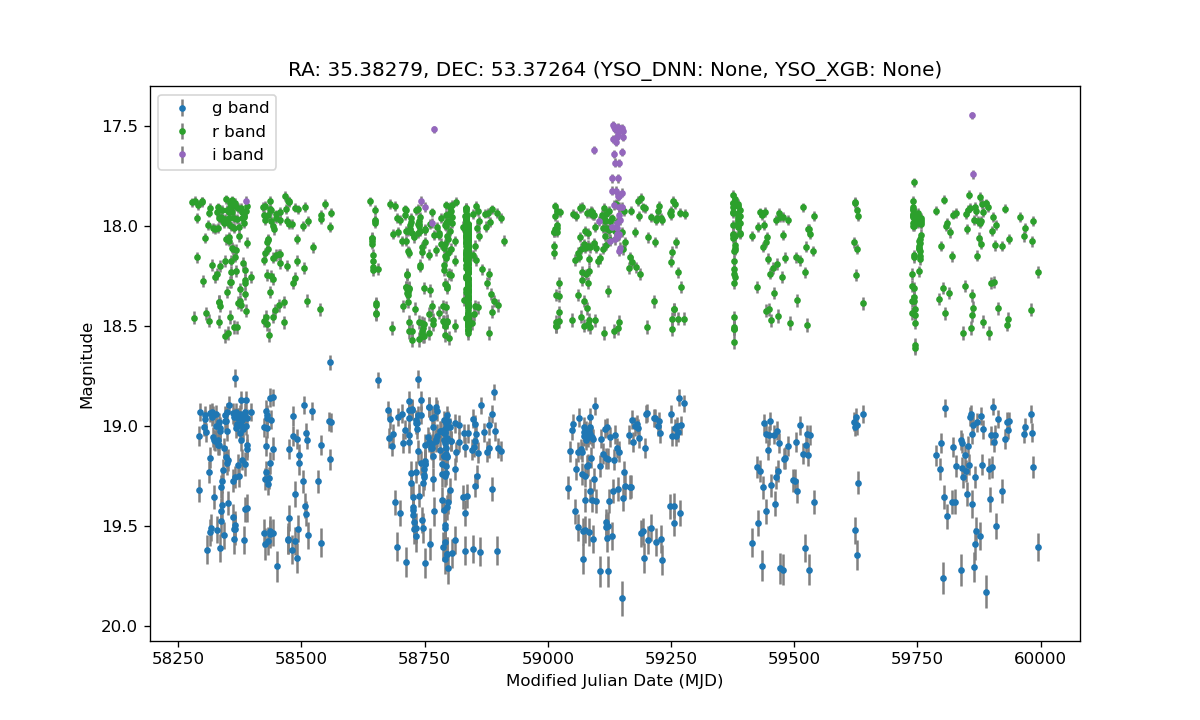 RA: 35.38279, DEC: 53.37264 (YSO_DNN: None, YSO_XGB: None)
g band
r band
i band
17.5
18.0
18.5
19.0
19.5
20.0
Magnitude
58250 58500 58750 59000 59250 59500 59750 60000
Modified Julian Date (MJD)